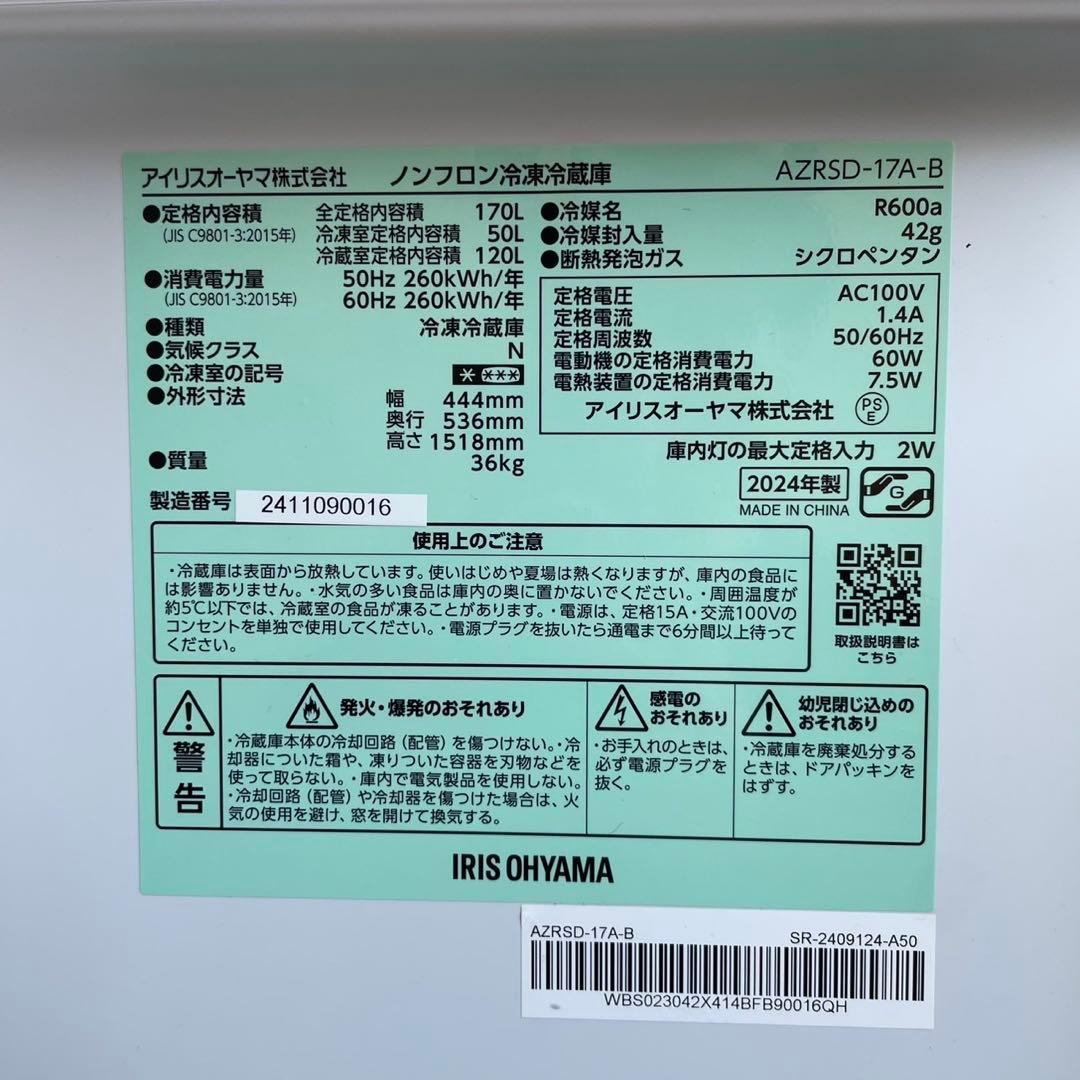 アイリスオーヤマ株式会社 ノンフロン冷凍冷蔵庫 AZRSD-17A-B
●定格内容積 全定格内容積 170L
(JIS C9801-3:2015年) 冷凍室定格内容積 50L
冷蔵室定格内容積 120L
●消費電力量 50Hz 260kWh/年
(JIS C9801-3:2015年) 60Hz 260kWh/年
●種類 冷凍冷蔵庫
●気候クラス N
●冷凍室の記号
●外形寸法 幅 444mm
奥行 536mm
高さ 1518mm
●質量 36kg
製造番号 2411090016
●冷媒名 R600a
●冷媒封入量 42g
●断熱発泡ガス シクロペンタン
定格電圧 AC100V
定格電流 1.4A
定格周波数 50/60Hz
電動機の定格消費電力 60W
電熱装置の定格消費電力 7.5W
アイリスオーヤマ株式会社 PSE
庫内灯の最大定格入力 2W
2024年製
MADE IN CHINA
G
使用上のご注意
・冷蔵庫は表面から放熱しています。使いはじめや夏場は熱くなりますが、庫内の食品に
は影響ありません。・水気の多い食品は庫内の奥に置かないでください。・周囲温度が
約5℃以下では、冷蔵室の食品が凍ることがあります。・電源は、定格15A・交流100Vの
コンセントを単独で使用してください。・電源プラグを抜いたら通電まで6分間以上待って
ください。
取扱説明書は
こちら
警告
発火・爆発のおそれあり
・冷蔵庫本体の冷却回路（配管）を傷つけない。・冷
却器についた霜や、凍りついた容器を刃物などを
使って取らない。・庫内で電気製品を使用しない。
・冷却回路（配管）や冷却器を傷つけた場合は、火
気の使用を避け、窓を開けて換気する。
感電の
おそれあり
・お手入れのときは、
必ず電源プラグを
抜く。
幼児閉じ込めの
おそれあり
・冷蔵庫を廃棄処分する
ときは、ドアパッキンを
はずす。
IRIS OHYAMA
AZRSD-17A-B SR-2409124-A50
WBS023042X414BFB90016QH